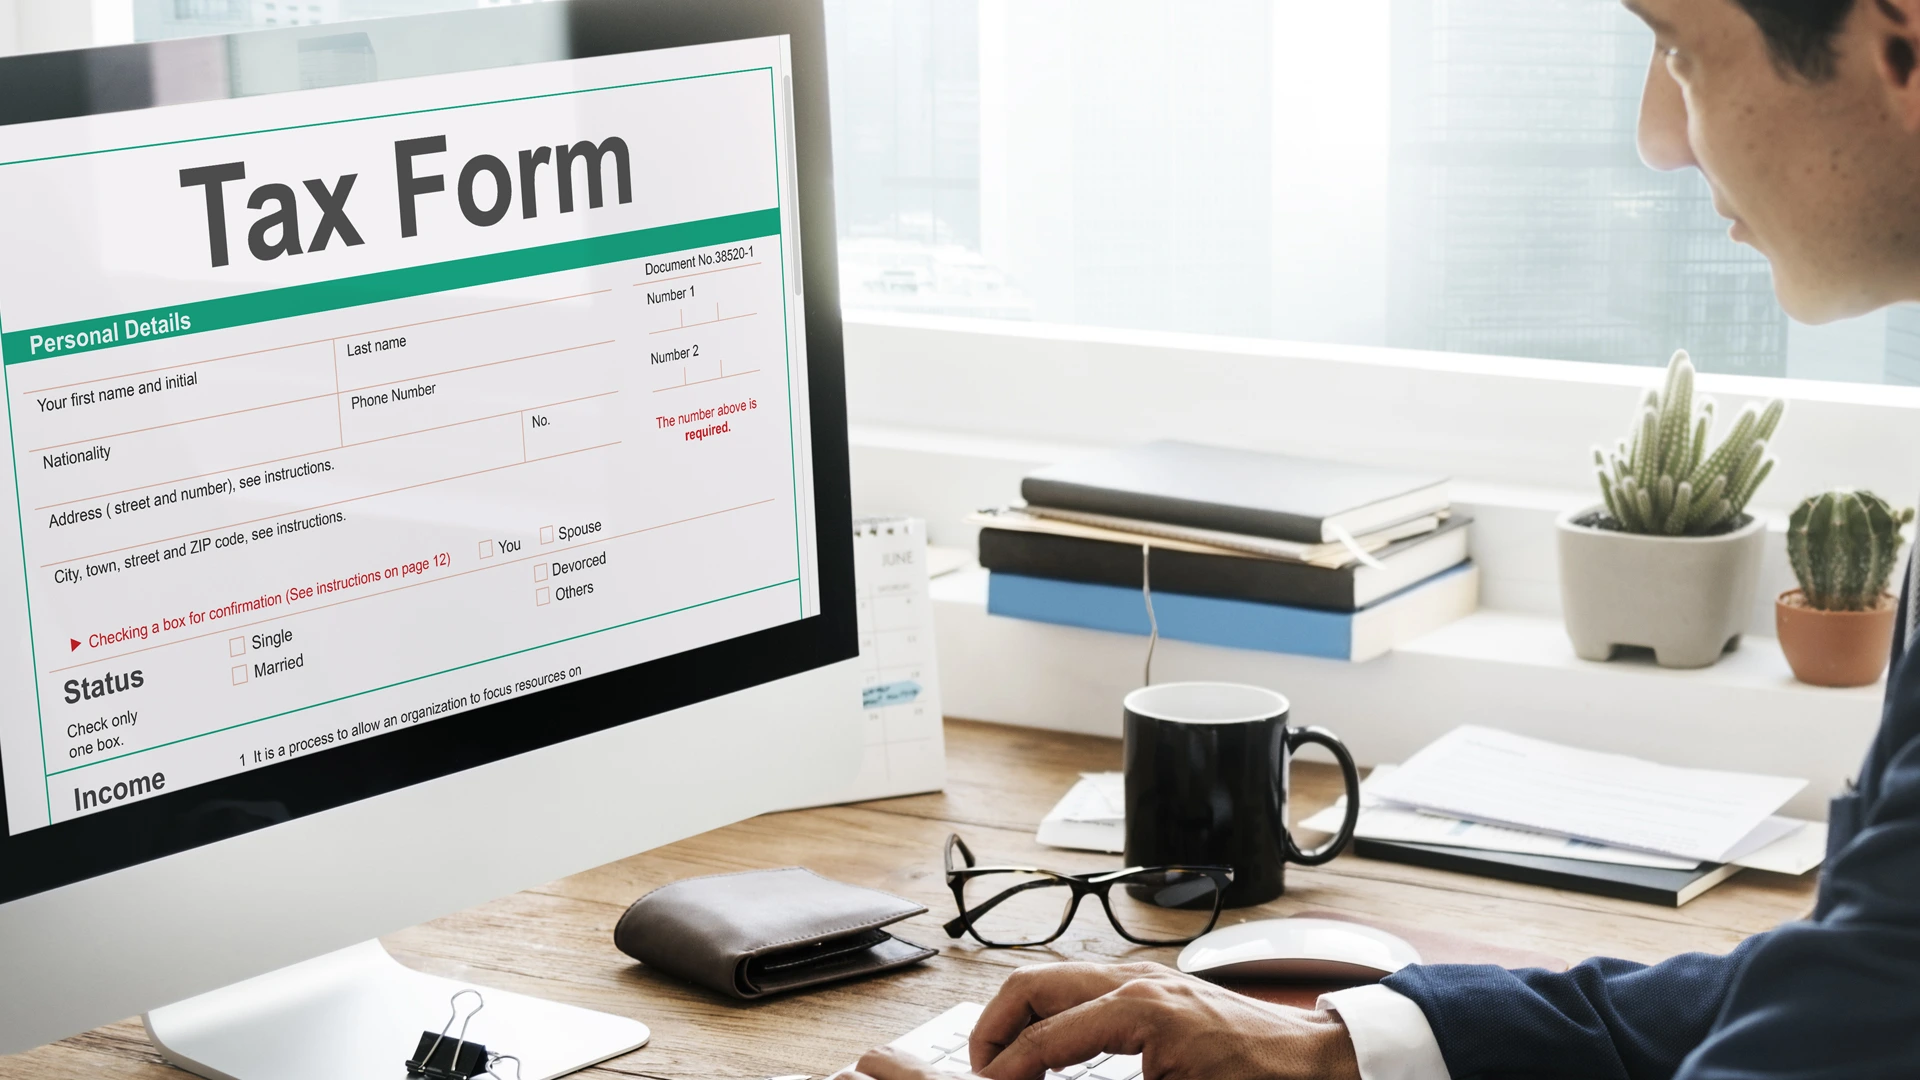 Tax Form
Personal Details
Document No.38520-1
Your first name and initial
Last name
Number 1
Nationality
Phone Number
Number 2
Address ( street and number), see instructions.
No.
The number above is
required.
City, town, street and ZIP code, see instructions.
Checking a box for confirmation (See instructions on page 12)
You
Spouse
Status
Single
Devorced
Married
Others
Check only
one box.
Income
1 It is a process to allow an organization to focus resources on
JUNE